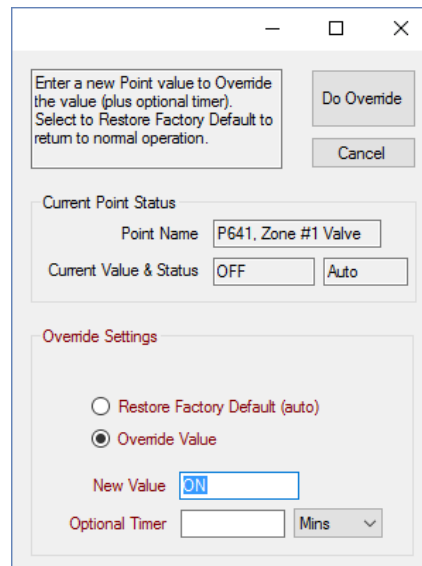 Enter a new Point value to Override
the value (plus optional timer).
Select to Restore Factory Default to
return to normal operation.
Do Override
Cancel
Current Point Status
Point Name P641, Zone #1 Valve
Current Value & Status OFF Auto
Override Settings
Restore Factory Default (auto)
Override Value
New Value ON
Optional Timer Mins